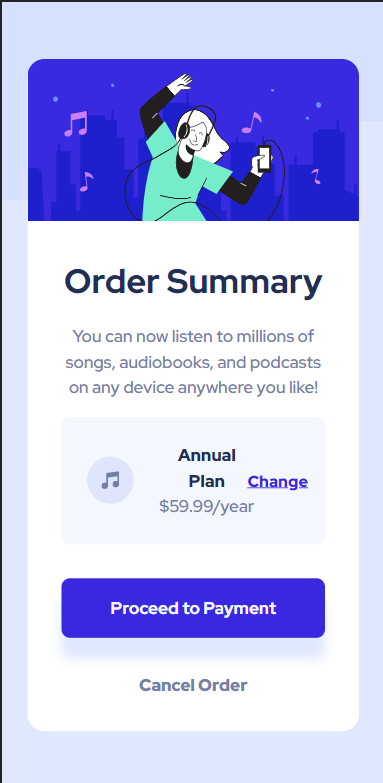 Order Summary
You can now listen to millions of
songs, audiobooks, and podcasts
on any device anywhere you like!
Annual
Plan Change
$59.99/year
Proceed to Payment
Cancel Order